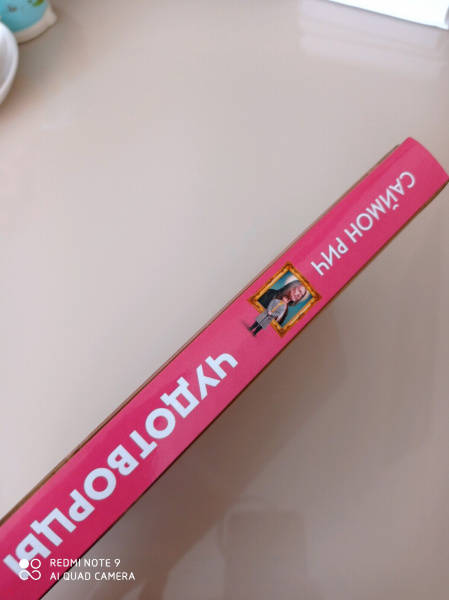 САЙМОН РИЧ
ЧУДОТВОРЦЫ
REDMI NOTE 9
AI QUAD CAMERA